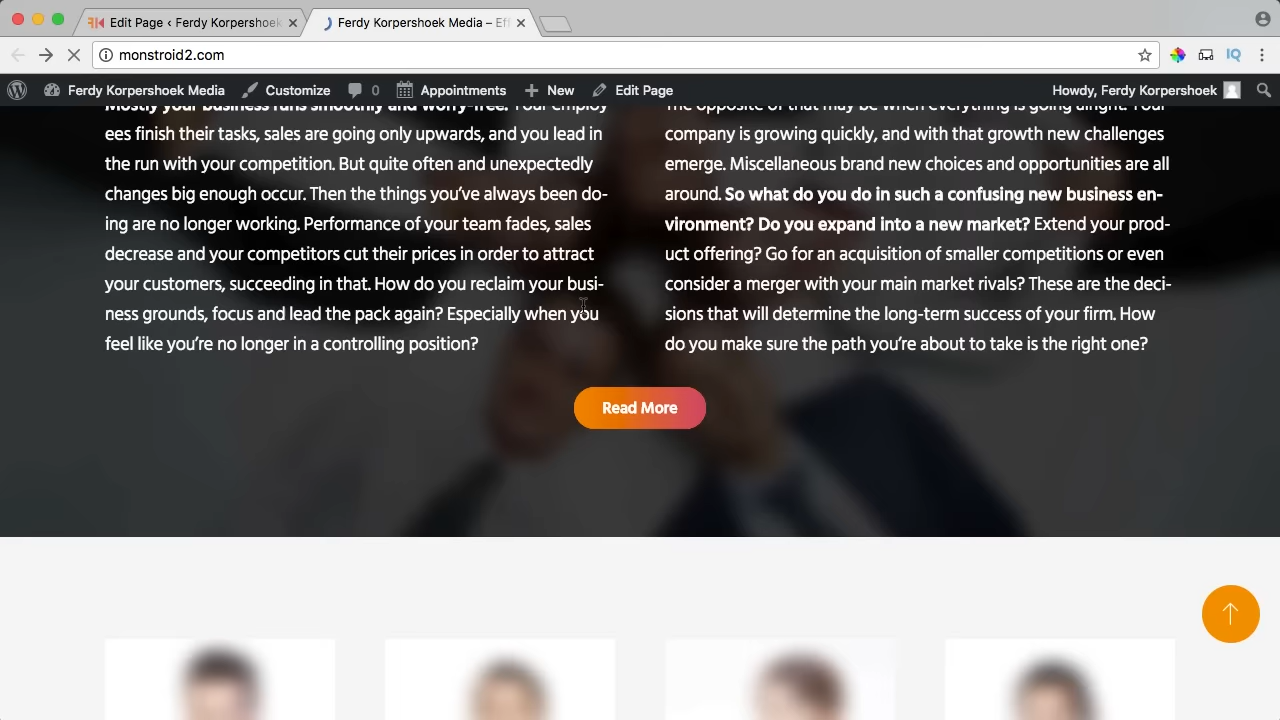 Edit Page ‹ Ferdy Korpershoek
Ferdy Korpershoek Media – Eff
monstroid2.com
Ferdy Korpershoek Media
Customize
0
Appointments
New
Edit Page
Howdy, Ferdy Korpershoek
Mostly your business runs smoothly and worry-free. Your employ-
ees finish their tasks, sales are going only upwards, and you lead in
the run with your competition. But quite often and unexpectedly
changes big enough occur. Then the things you’ve always been do-
ing are no longer working. Performance of your team fades, sales
decrease and your competitors cut their prices in order to attract
your customers, succeeding in that. How do you reclaim your busi-
ness grounds, focus and lead the pack again? Especially when you
feel like you’re no longer in a controlling position?
The opposite of that may be when everything is going alright. Your
company is growing quickly, and with that growth new challenges
emerge. Miscellaneous brand new choices and opportunities are all
around. So what do you do in such a confusing new business en-
vironment? Do you expand into a new market? Extend your prod-
uct offering? Go for an acquisition of smaller competitors or even
consider a merger with your main market rivals? These are the deci-
sions that will determine the long-term success of your firm. How
do you make sure the path you’re about to take is the right one?
Read More